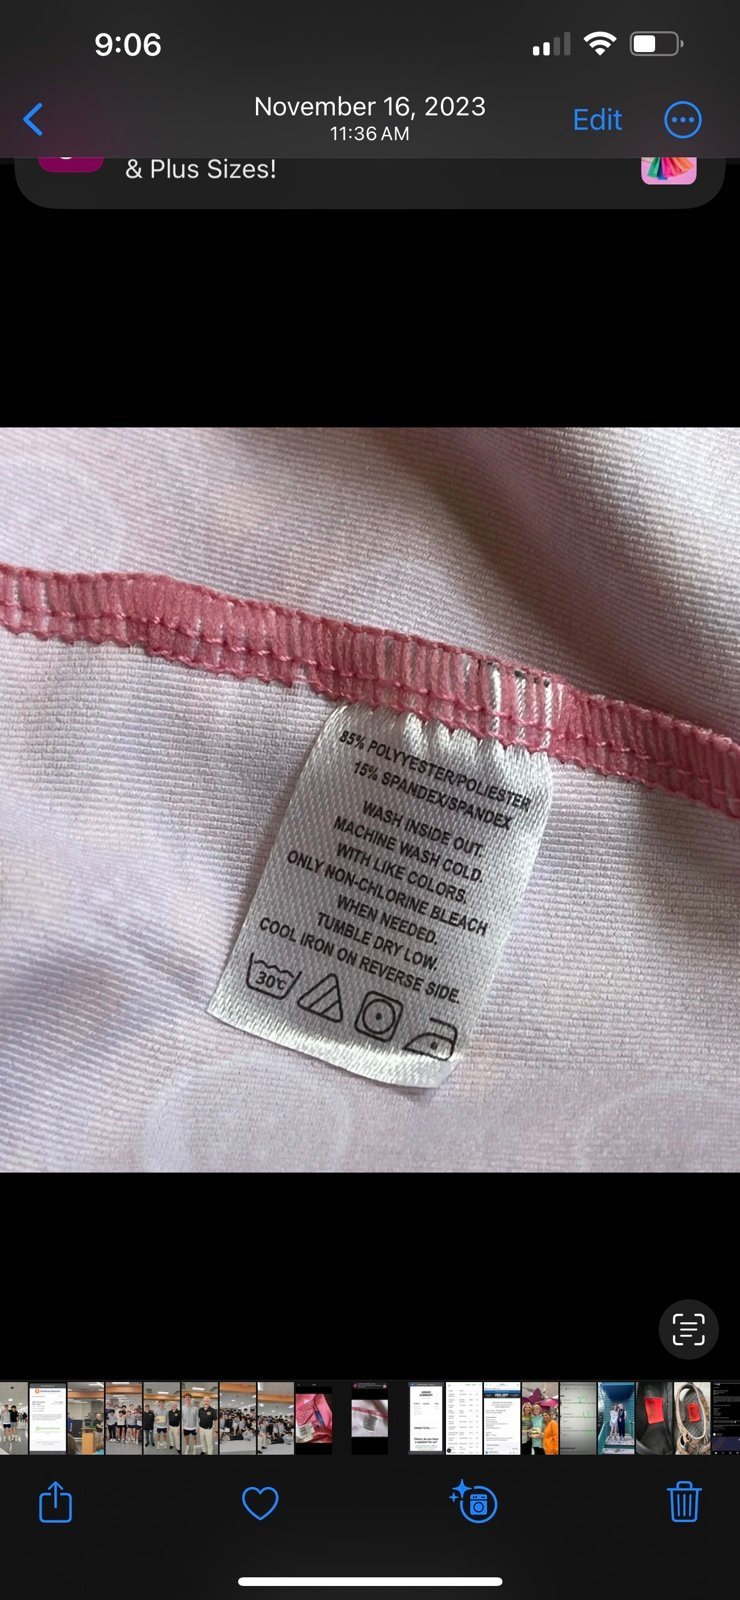 9:06
November 16, 2023
11:36 AM
Edit
& Plus Sizes!
85% POLYYESTER/POLIESTER
15% SPANDEX/SPANDEX
WASH INSIDE OUT.
MACHINE WASH COLD.
WITH LIKE COLORS.
ONLY NON-CHLORINE BLEACH
WHEN NEEDED.
TUMBLE DRY LOW.
COOL IRON ON REVERSE SIDE.
30℃